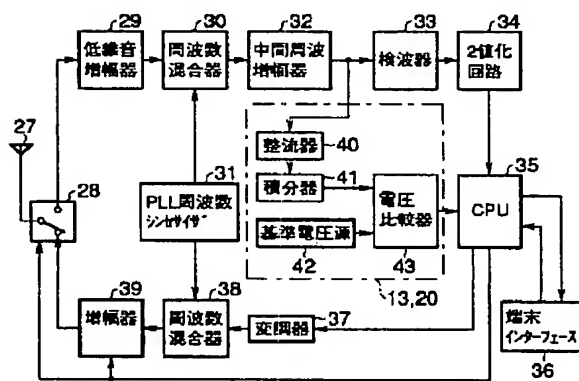 29
30
32
33
34
低雑音
増幅器
周波数
混合器
中間周波
増幅器
検波器
2値化
回路
27
28
31
PLL周波数
シンセサイザ
整流器
40
積分器
41
基準電圧源
42
電圧
比較器
43
35
CPU
13,20
39
増幅器
38
周波数
混合器
37
変調器
端末
インターフェース
36